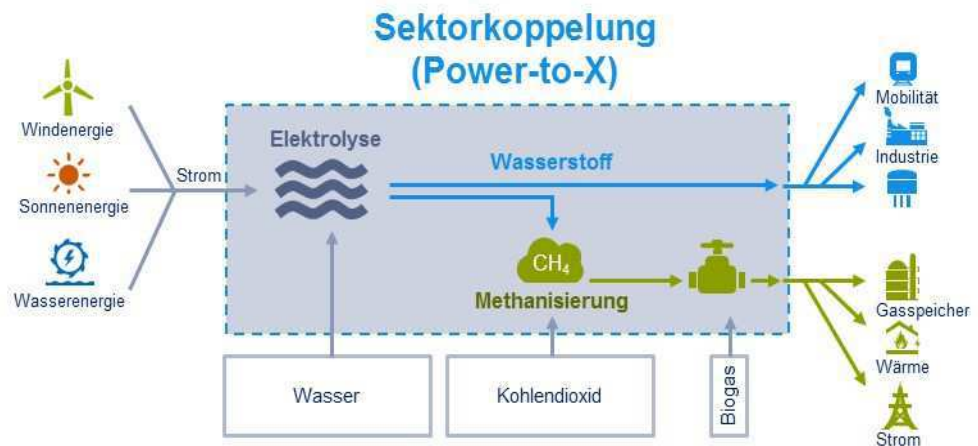 Sektorkoppelung
(Power-to-X)
Windenergie
Sonnenenergie
Wasserenergie
Strom
Elektrolyse
Wasserstoff
CH₄
Methanisierung
Wasser
Kohlendioxid
Biogas
Mobilität
Industrie
Gasspeicher
Wärme
Strom